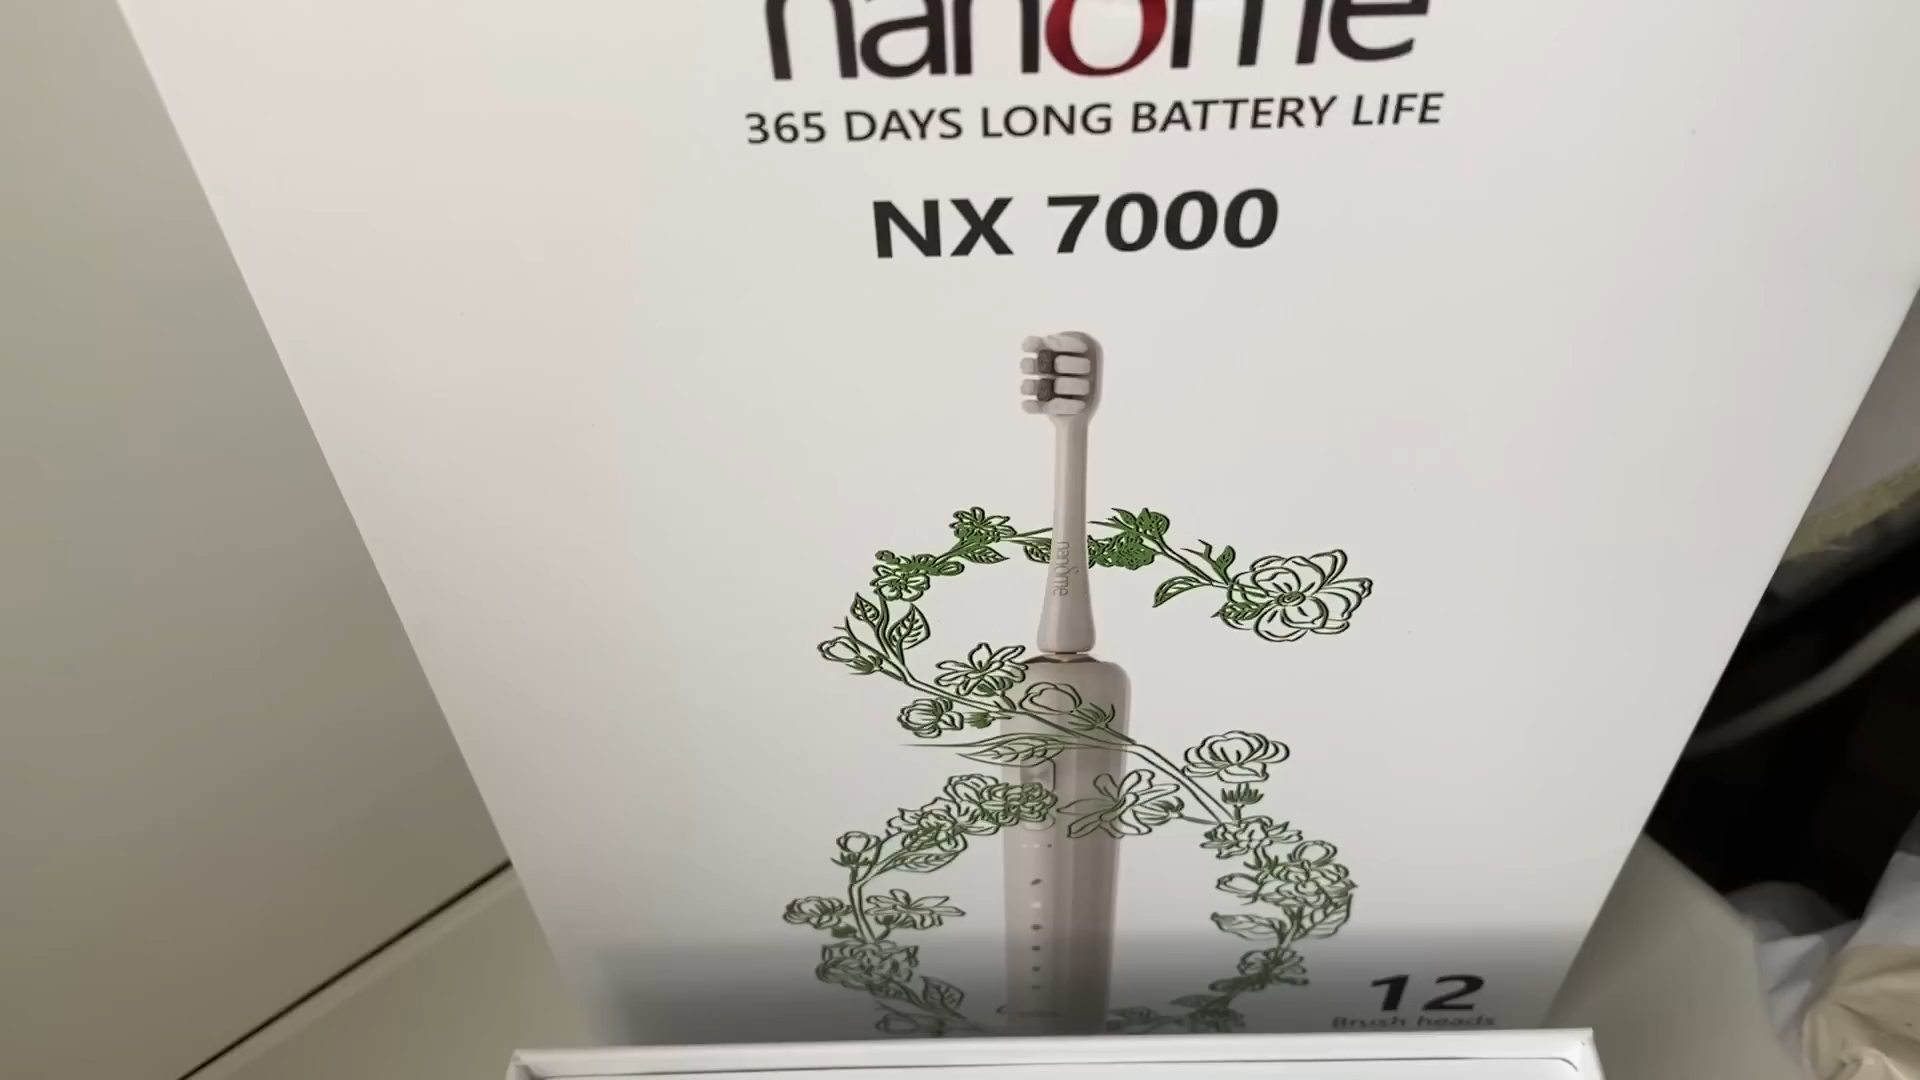 nanome
365 DAYS LONG BATTERY LIFE
NX 7000
nanome
12
Brush heads